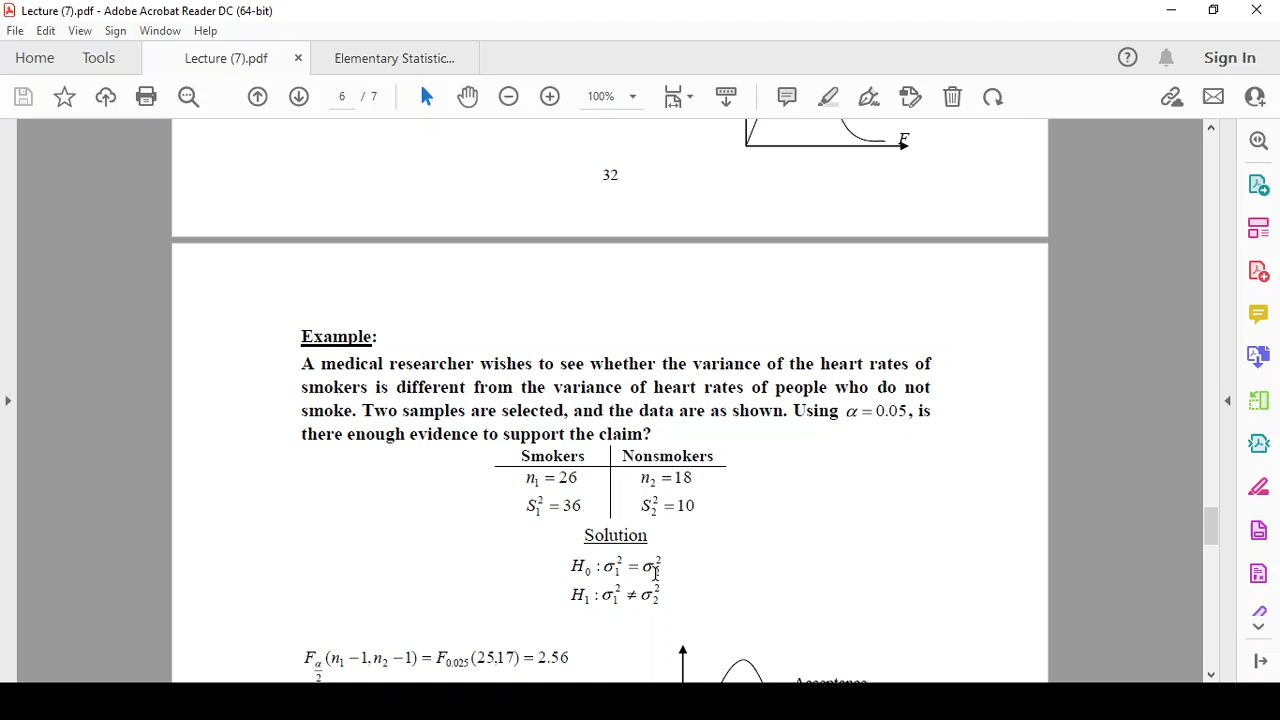 Lecture (7).pdf - Adobe Acrobat Reader DC (64-bit)
File Edit View Sign Window Help
Home Tools Lecture (7).pdf × Elementary Statistic... Sign In
6 / 7 100%
F
32
Example:
A medical researcher wishes to see whether the variance of the heart rates of
smokers is different from the variance of heart rates of people who do not
smoke. Two samples are selected, and the data are as shown. Using α = 0.05, is
there enough evidence to support the claim?
Smokers Nonsmokers
n₁ = 26 n₂ = 18
S₁² = 36 S₂² = 10
Solution
H₀ : σ₁² = σ₂²
H₁ : σ₁² ≠ σ₂²
F_{α/2}(n₁ −1, n₂ −1) = F₀.₀₂₅(25,17) = 2.56
Acceptance